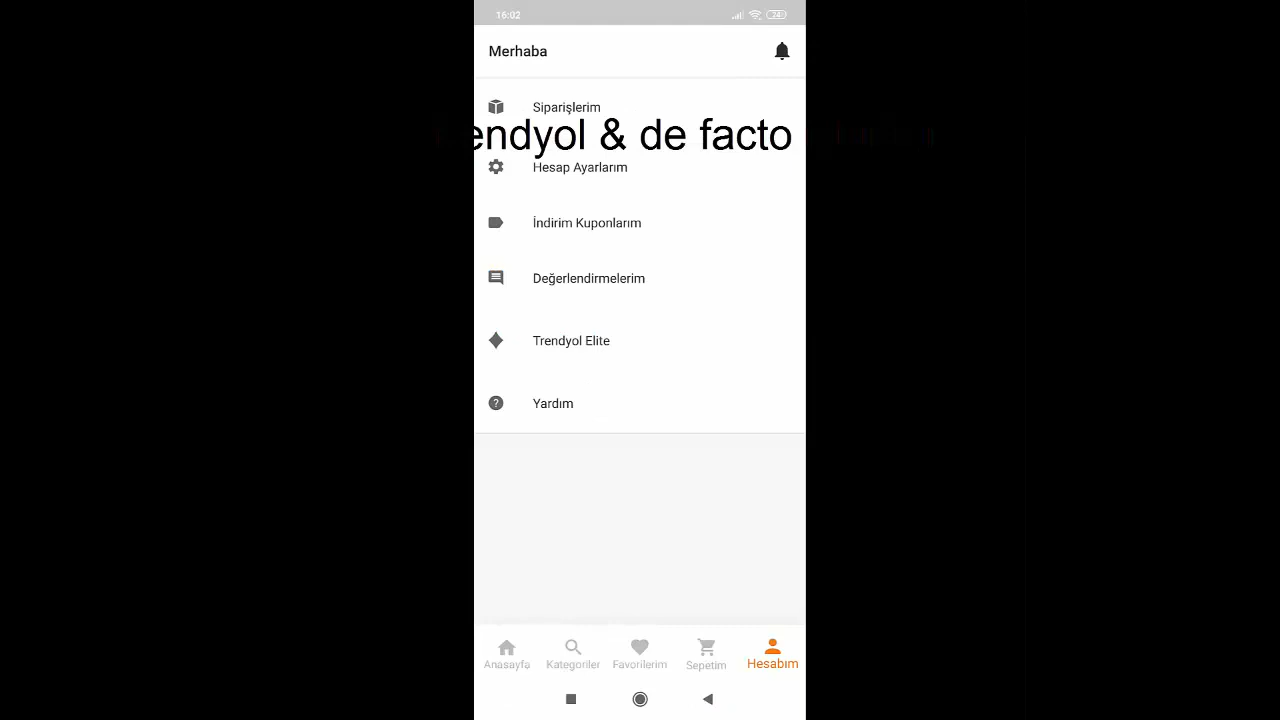 16:02
24
Merhaba
Siparişlerim
endyol & de facto
Hesap Ayarlarım
İndirim Kuponlarım
Değerlendirmelerim
Trendyol Elite
Yardım
Anasayfa Kategoriler Favorilerim Sepetim Hesabım